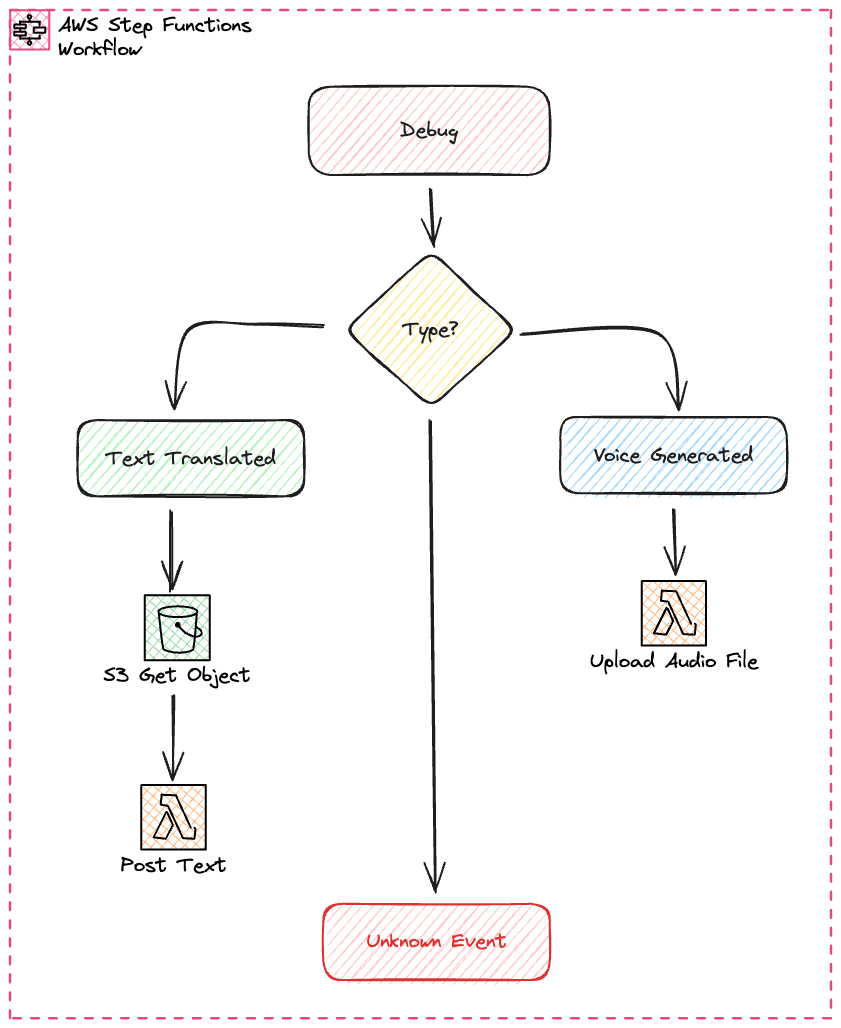 AWS Step Functions
Workflow
Debug
Type?
Text Translated
Voice Generated
S3 Get Object
Upload Audio File
Post Text
Unknown Event